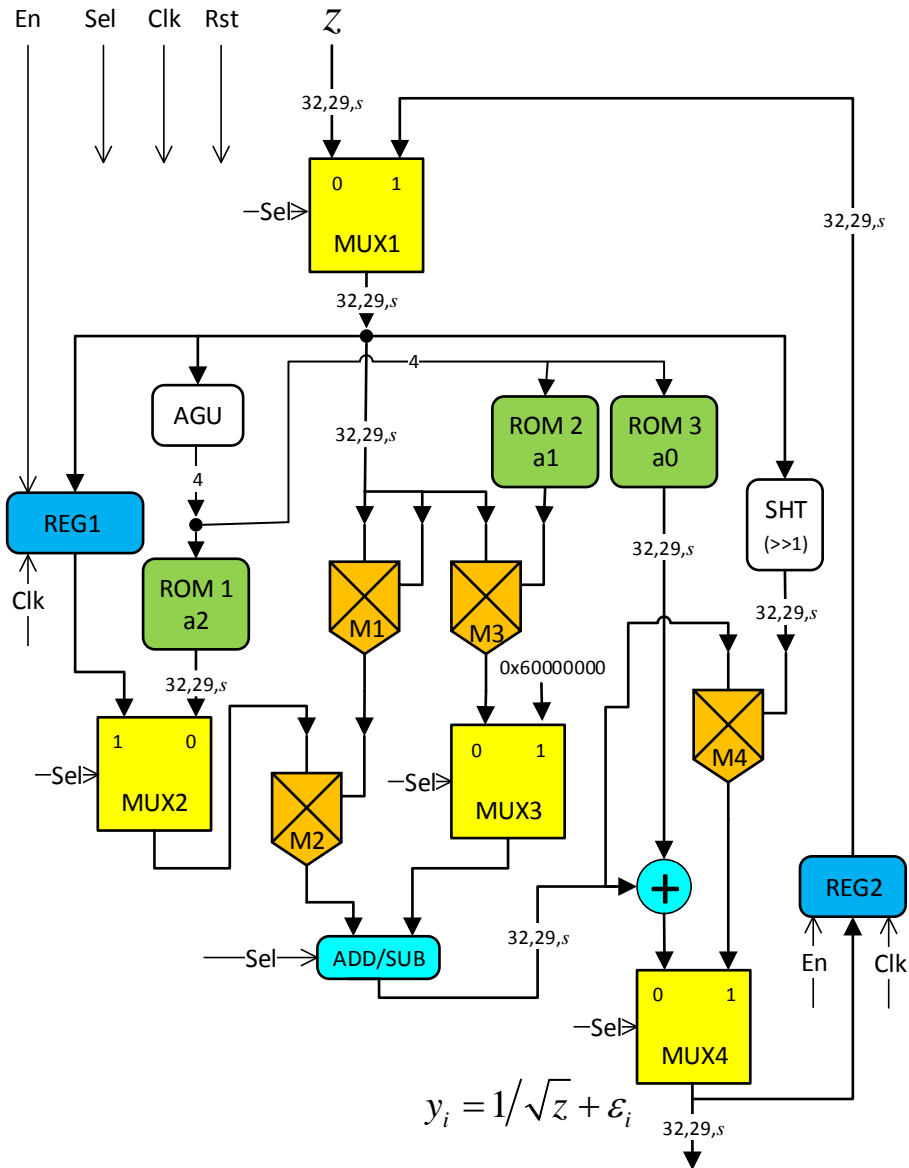 En Sel Clk Rst z
32,29,s
0 1
Sel
MUX1
32,29,s
32,29,s
4
AGU
ROM 2
a1
ROM 3
a0
32,29,s
4
REG1
SHT
(>>1)
32,29,s
ROM 1
a2
Clk
M1
M3
32,29,s
32,29,s
0x60000000
1 0
Sel
MUX2
M2
0 1
Sel
MUX3
M4
+
REG2
Sel
ADD/SUB
32,29,s
En
Clk
0 1
Sel
MUX4
y_i = 1/√z + ε_i
32,29,s